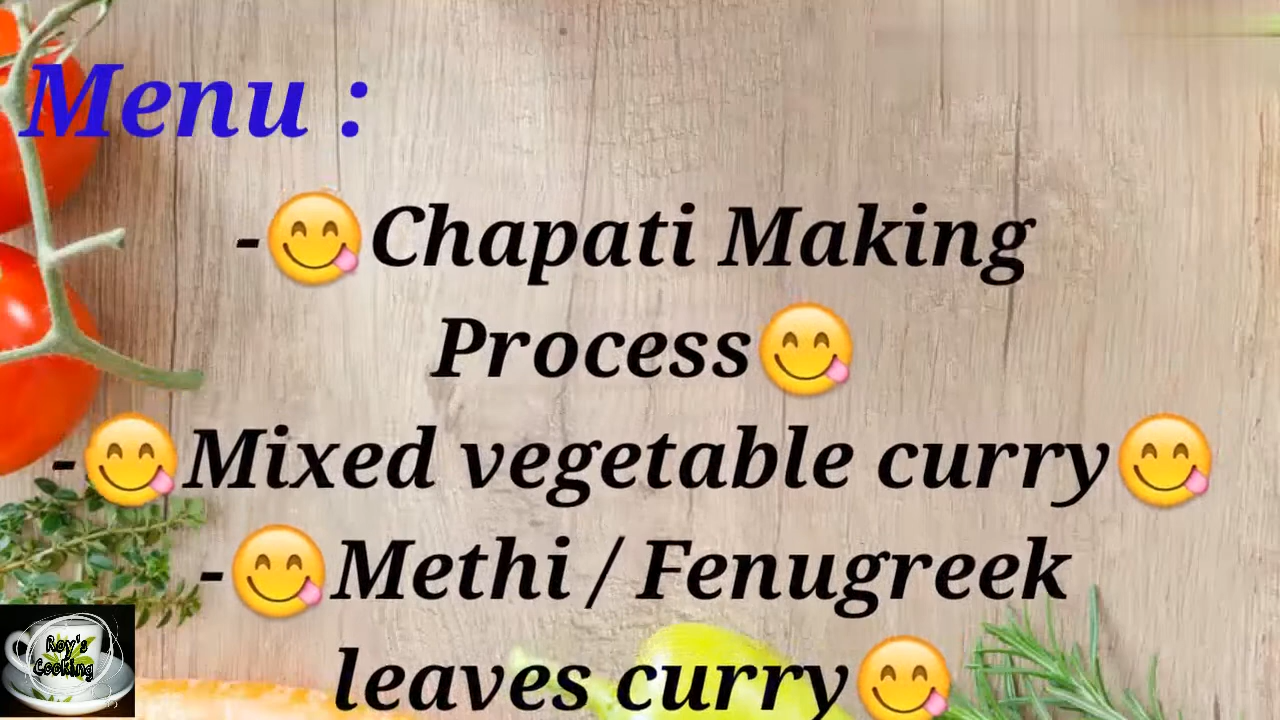 Menu :
-😋Chapati Making
Process😋
-😋Mixed vegetable curry😋
-😋Methi / Fenugreek
leaves curry😋
Roy's
Cooking